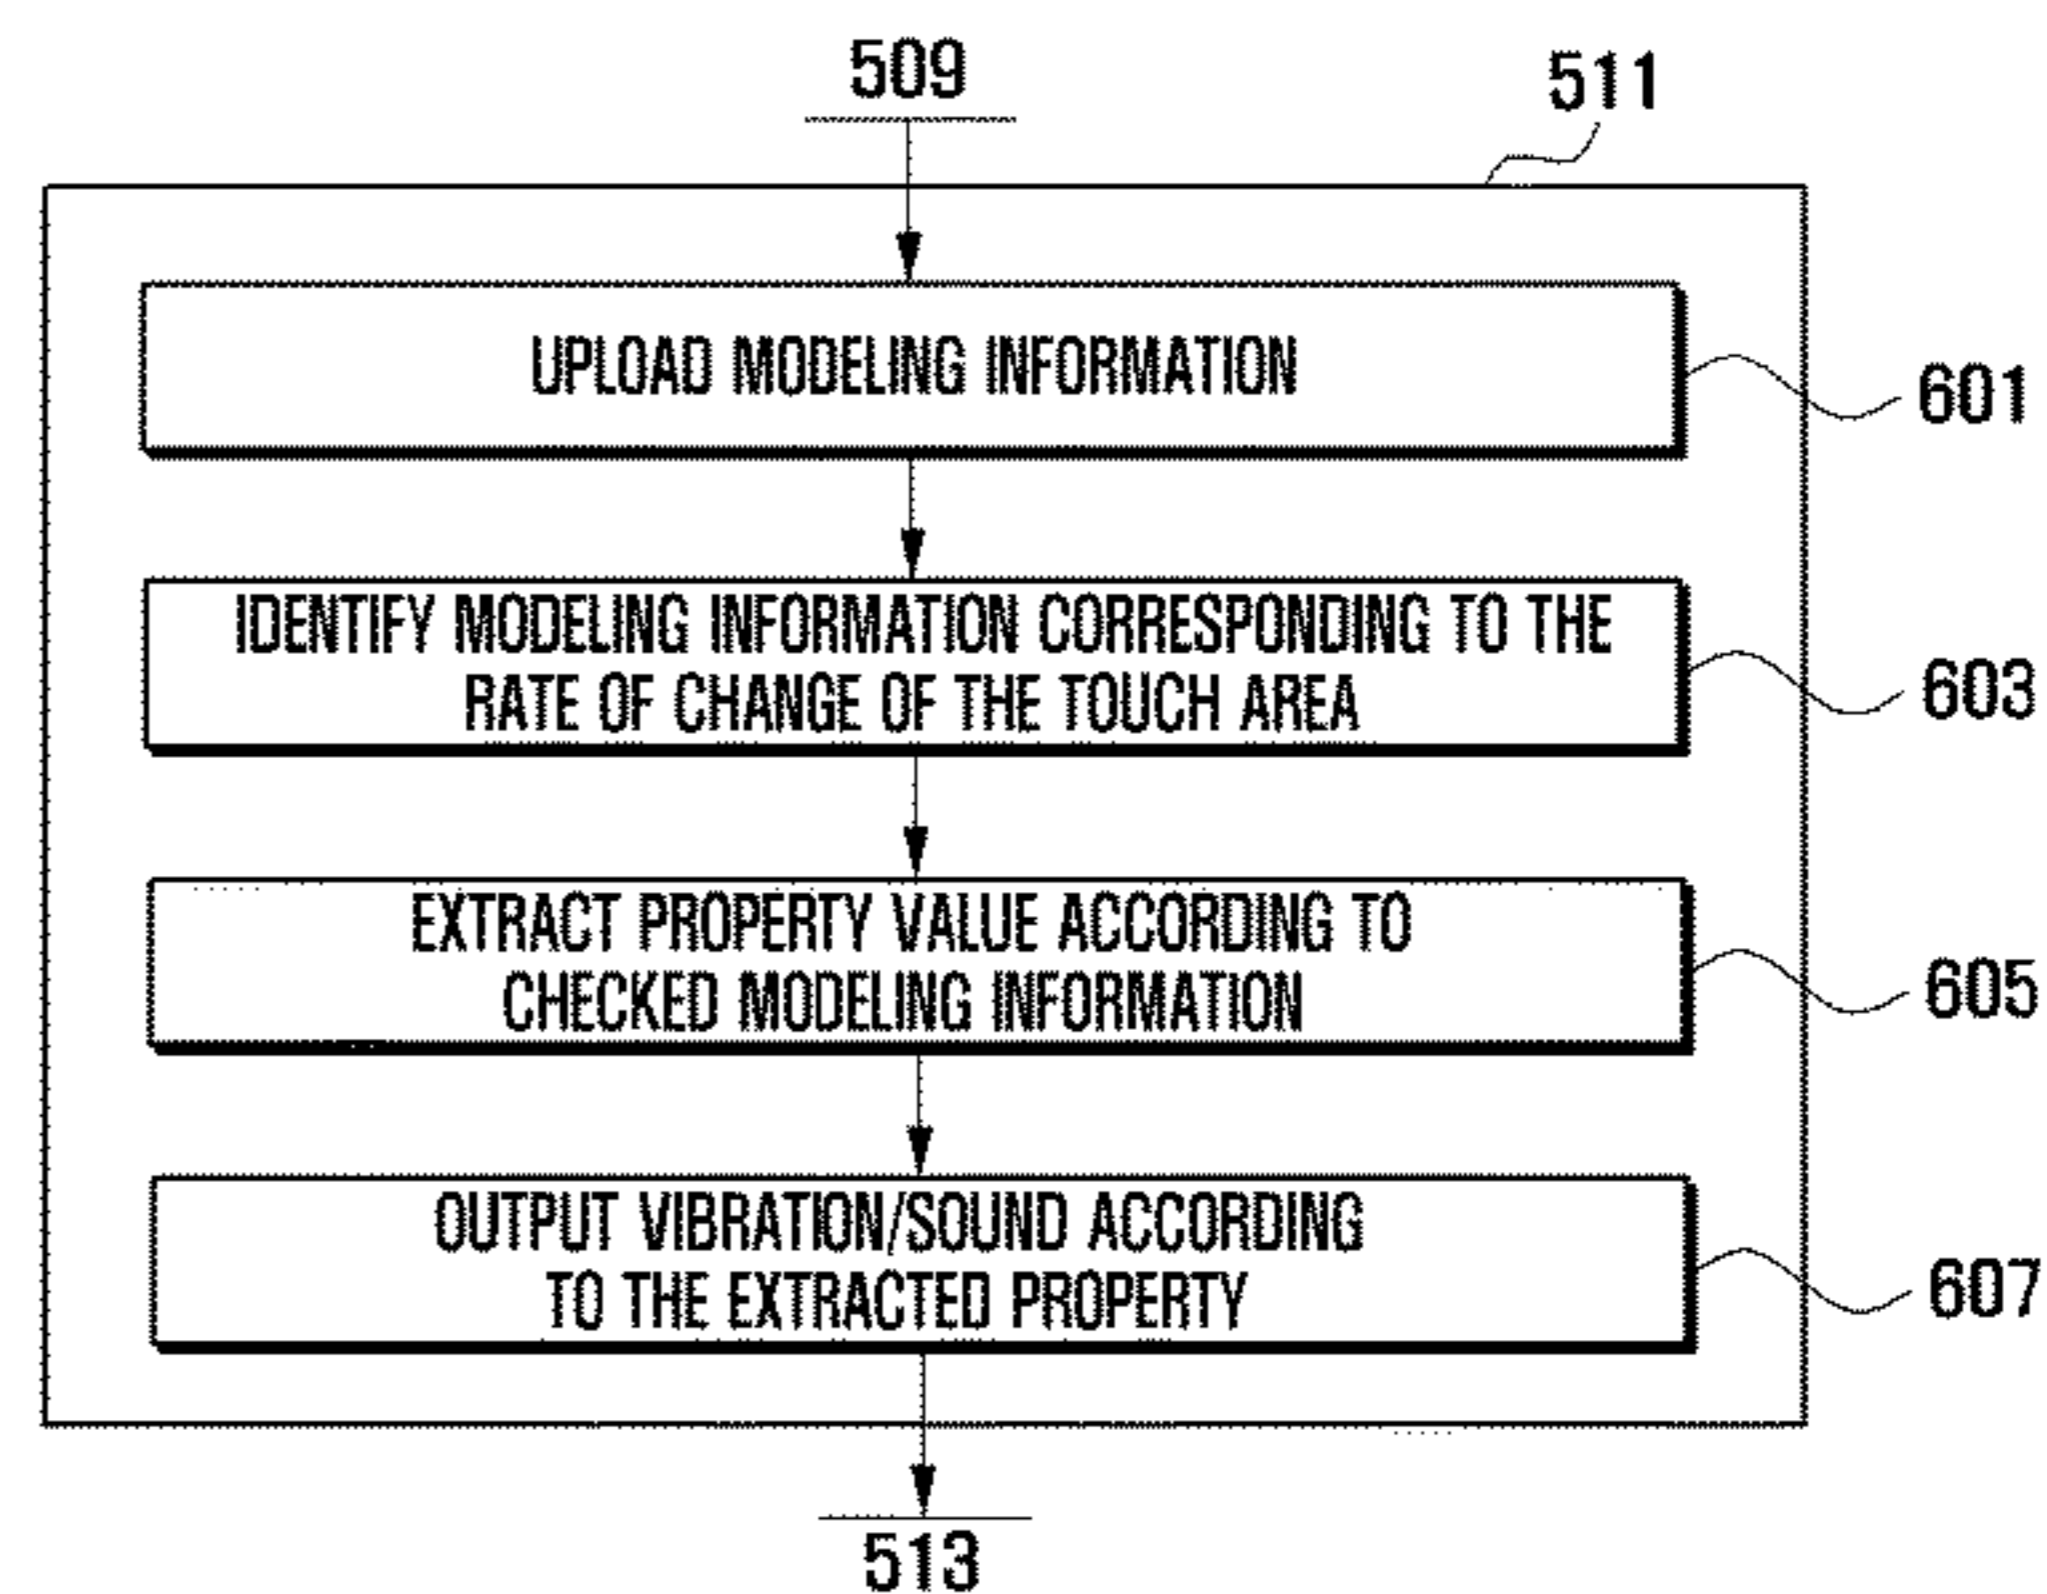 509
511
UPLOAD MODELING INFORMATION
601
IDENTIFY MODELING INFORMATION CORRESPONDING TO THE
RATE OF CHANGE OF THE TOUCH AREA
603
EXTRACT PROPERTY VALUE ACCORDING TO
CHECKED MODELING INFORMATION
605
OUTPUT VIBRATION/SOUND ACCORDING
TO THE EXTRACTED PROPERTY
607
513